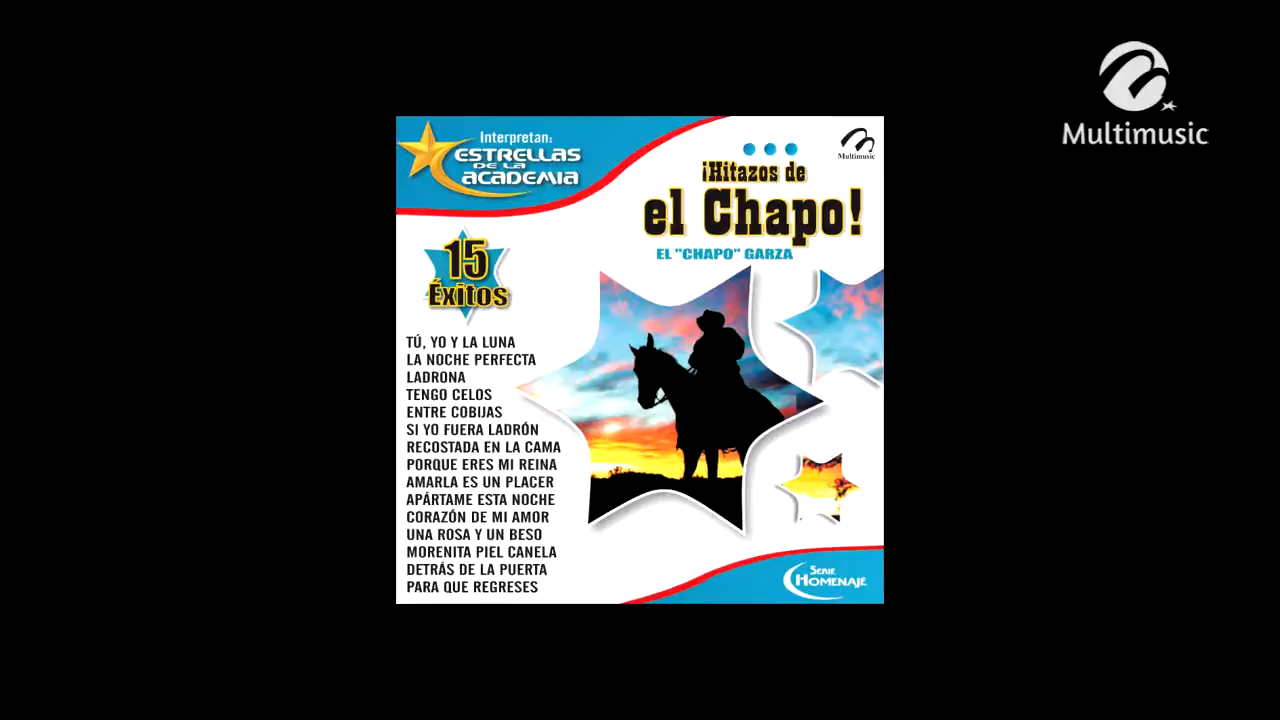 Multimusic
Interpretan:
ESTRELLAS
DE LA
ACADEMIA
Multimusic
¡Hitazos de
el Chapo!
EL "CHAPO" GARZA
15
Éxitos
TÚ, YO Y LA LUNA
LA NOCHE PERFECTA
LADRONA
TENGO CELOS
ENTRE COBIJAS
SI YO FUERA LADRÓN
RECOSTADA EN LA CAMA
PORQUE ERES MI REINA
AMARLA ES UN PLACER
APÁRTAME ESTA NOCHE
CORAZÓN DE MI AMOR
UNA ROSA Y UN BESO
MORENITA PIEL CANELA
DETRÁS DE LA PUERTA
PARA QUE REGRESES
SERIE
HOMENAJE